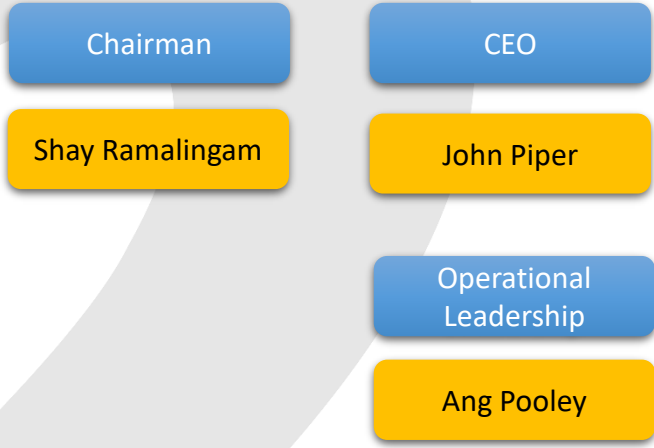 Chairman
CEO
Shay Ramalingam
John Piper
Operational
Leadership
Ang Pooley